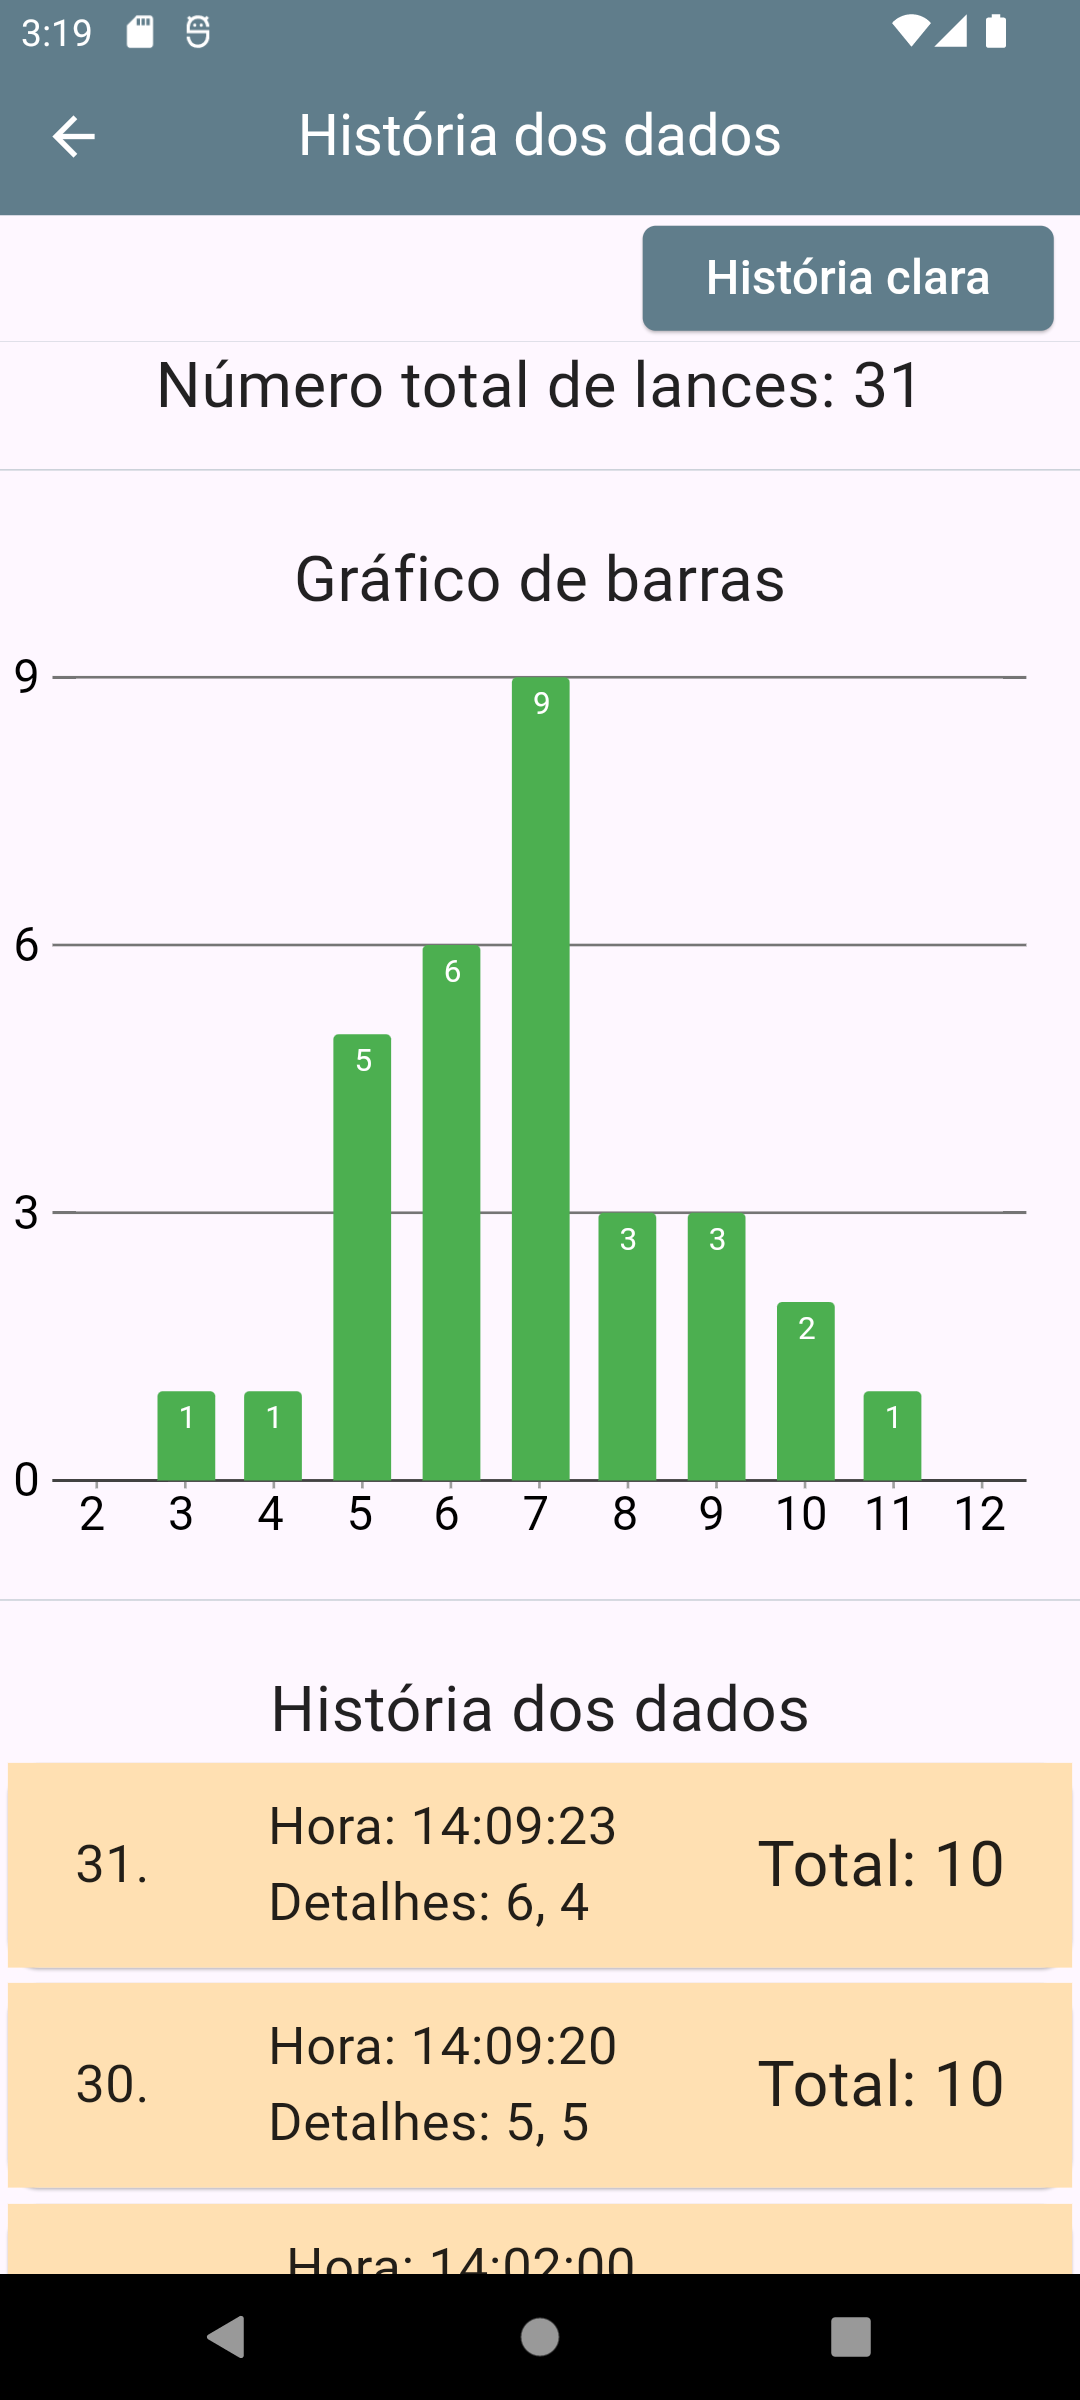 3:19
História dos dados
História clara
Número total de lances: 31
Gráfico de barras
9
9
6
6
5
3
3
3
2
1
1
1
0
2 3 4 5 6 7 8 9 10 11 12
História dos dados
31.
Hora: 14:09:23
Detalhes: 6, 4
Total: 10
30.
Hora: 14:09:20
Detalhes: 5, 5
Total: 10
Hora: 14:02:00